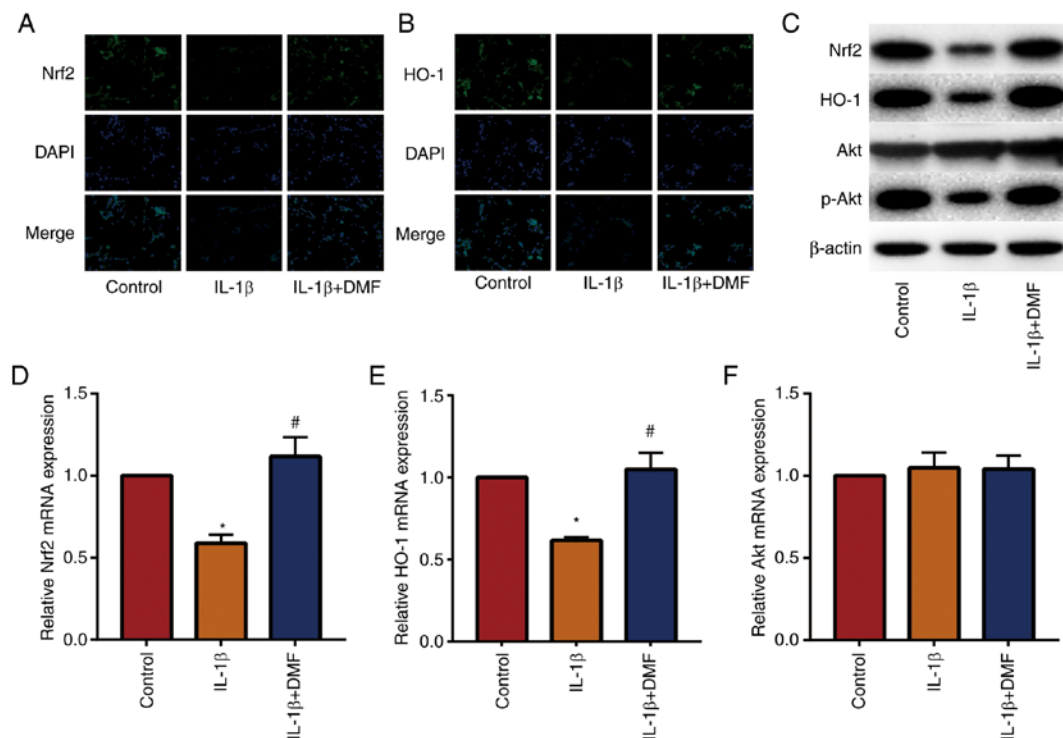 A
Nrf2
DAPI
Merge
Control
IL-1β
IL-1β+DMF
B
HO-1
DAPI
Merge
Control
IL-1β
IL-1β+DMF
C
Nrf2
HO-1
Akt
p-Akt
β-actin
Control
IL-1β
IL-1β+DMF
D
Relative Nrf2 mRNA expression
1.5
1.0
0.5
0.0
*
#
Control
IL-1β
IL-1β+DMF
E
Relative HO-1 mRNA expression
1.5
1.0
0.5
0.0
*
#
Control
IL-1β
IL-1β+DMF
F
Relative Akt mRNA expression
1.5
1.0
0.5
0.0
Control
IL-1β
IL-1β+DMF